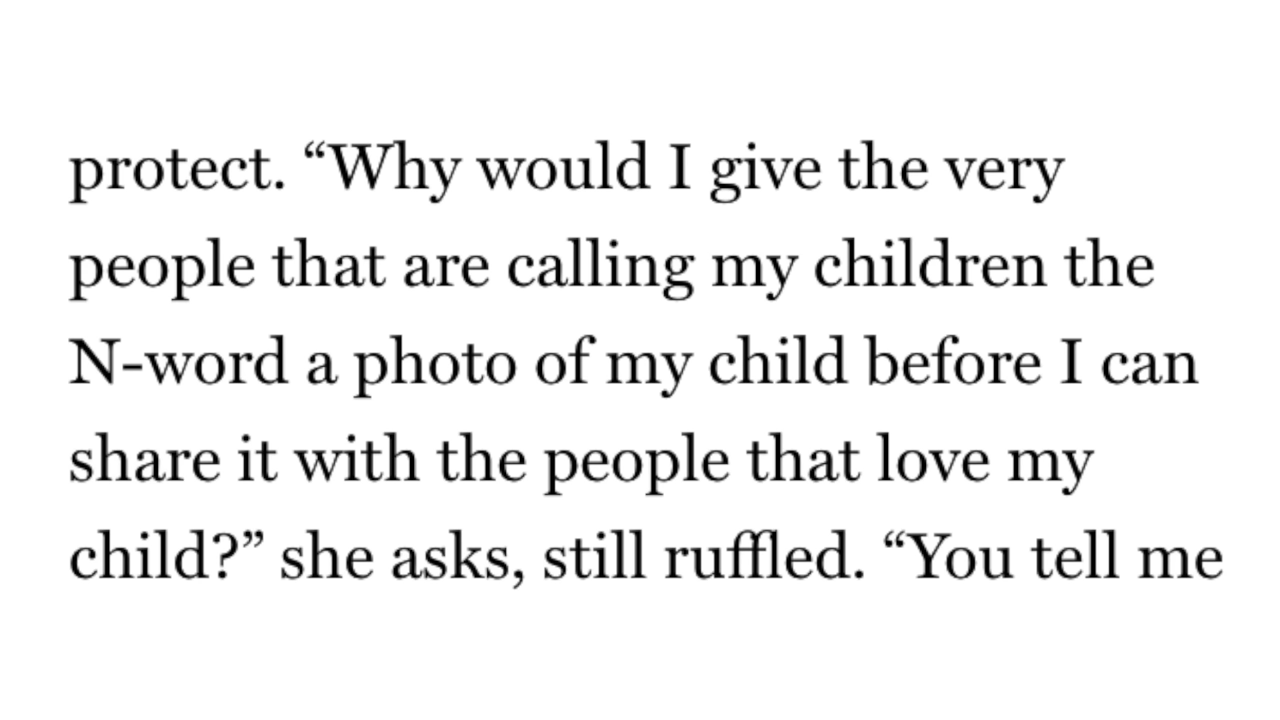 protect. “Why would I give the very
people that are calling my children the
N-word a photo of my child before I can
share it with the people that love my
child?” she asks, still ruffled. “You tell me